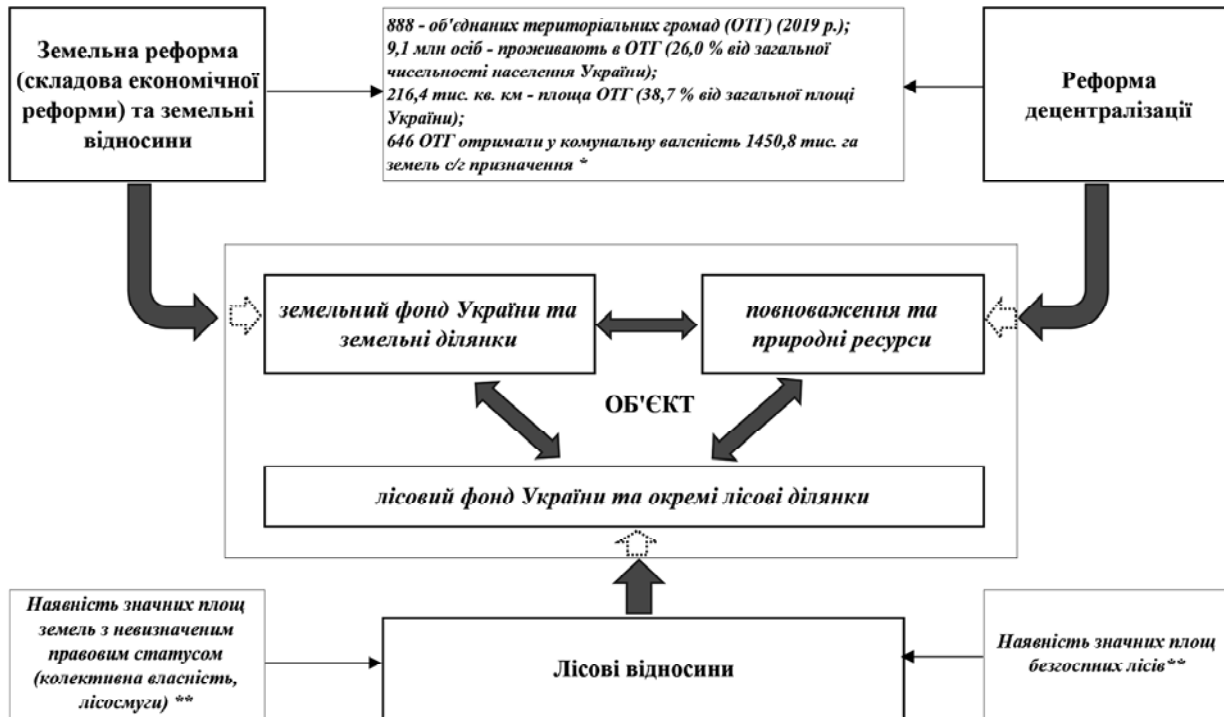 Земельна реформа
(складова економічної
реформи) та земельні
відносини
888 - об'єднаних територіальних громад (ОТГ) (2019 р.);
9,1 млн осіб - проживають в ОТГ (26,0 % від загальної
чисельності населення України);
216,4 тис. кв. км - площа ОТГ (38,7 % від загальної площі
України);
646 ОТГ отримали у комунальну валсність 1450,8 тис. га
земель с/г призначення *
Реформа
децентралізації
земельний фонд України та
земельні ділянки
повноваження та
природні ресурси
ОБ'ЄКТ
лісовий фонд України та окремі лісові ділянки
Наявність значних площ
земель з невизначеним
правовим статусом
(колективна власність,
лісосмуги) **
Лісові відносини
Наявність значних площ
безгоспних лісів**